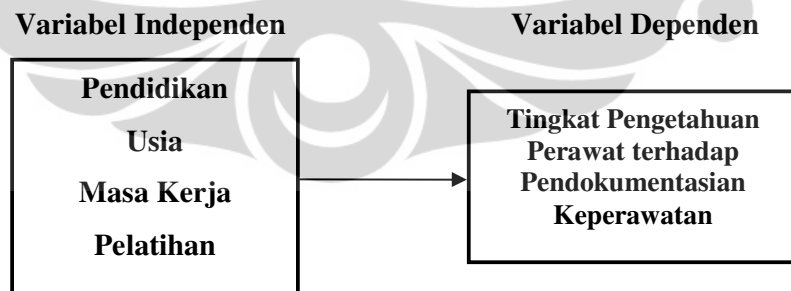 Variabel Independen
Variabel Dependen
Pendidikan
Usia
Masa Kerja
Pelatihan
Tingkat Pengetahuan
Perawat terhadap
Pendokumentasian
Keperawatan